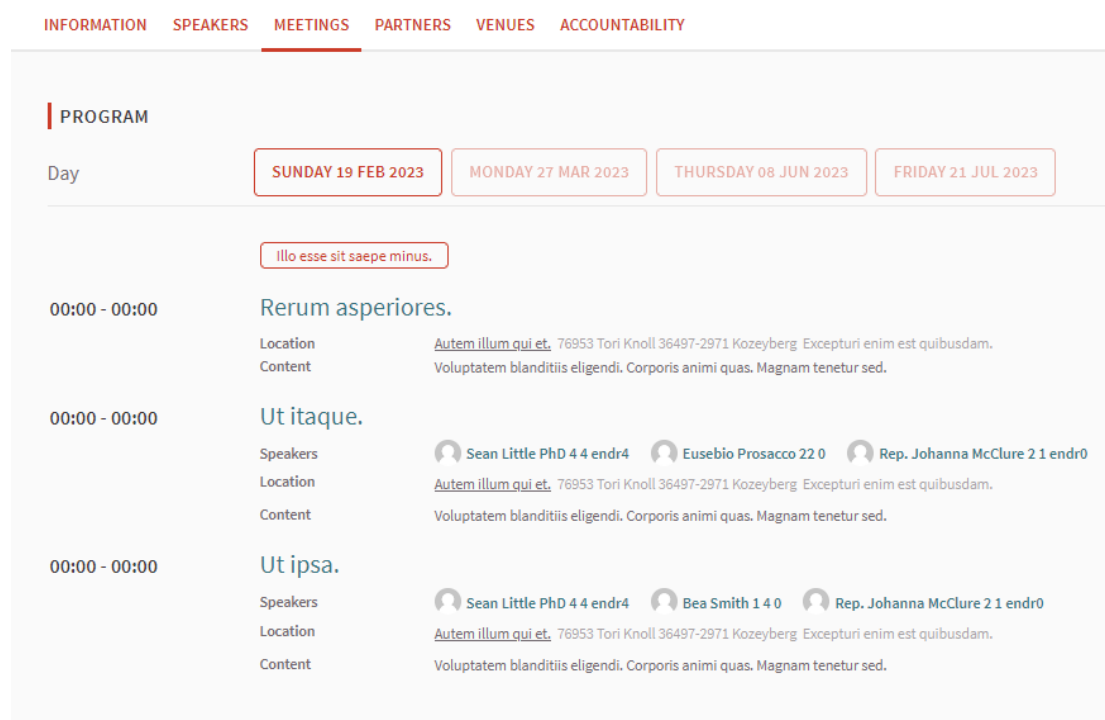 INFORMATION SPEAKERS MEETINGS PARTNERS VENUES ACCOUNTABILITY
PROGRAM
Day SUNDAY 19 FEB 2023 MONDAY 27 MAR 2023 THURSDAY 08 JUN 2023 FRIDAY 21 JUL 2023
Illo esse sit saepe minus.
00:00 - 00:00 Rerum asperiores.
Location Autem illum qui et. 76953 Tori Knoll 36497-2971 Kozeyberg Excepturi enim est quibusdam.
Content Voluptatem blanditiis eligendi. Corporis animi quas. Magnam tenetur sed.
00:00 - 00:00 Ut itaque.
Speakers Sean Little PhD 4 4 endr4 Eusebio Prosacco 22 0 Rep. Johanna McClure 2 1 endr0
Location Autem illum qui et. 76953 Tori Knoll 36497-2971 Kozeyberg Excepturi enim est quibusdam.
Content Voluptatem blanditiis eligendi. Corporis animi quas. Magnam tenetur sed.
00:00 - 00:00 Ut ipsa.
Speakers Sean Little PhD 4 4 endr4 Bea Smith 1 4 0 Rep. Johanna McClure 2 1 endr0
Location Autem illum qui et. 76953 Tori Knoll 36497-2971 Kozeyberg Excepturi enim est quibusdam.
Content Voluptatem blanditiis eligendi. Corporis animi quas. Magnam tenetur sed.